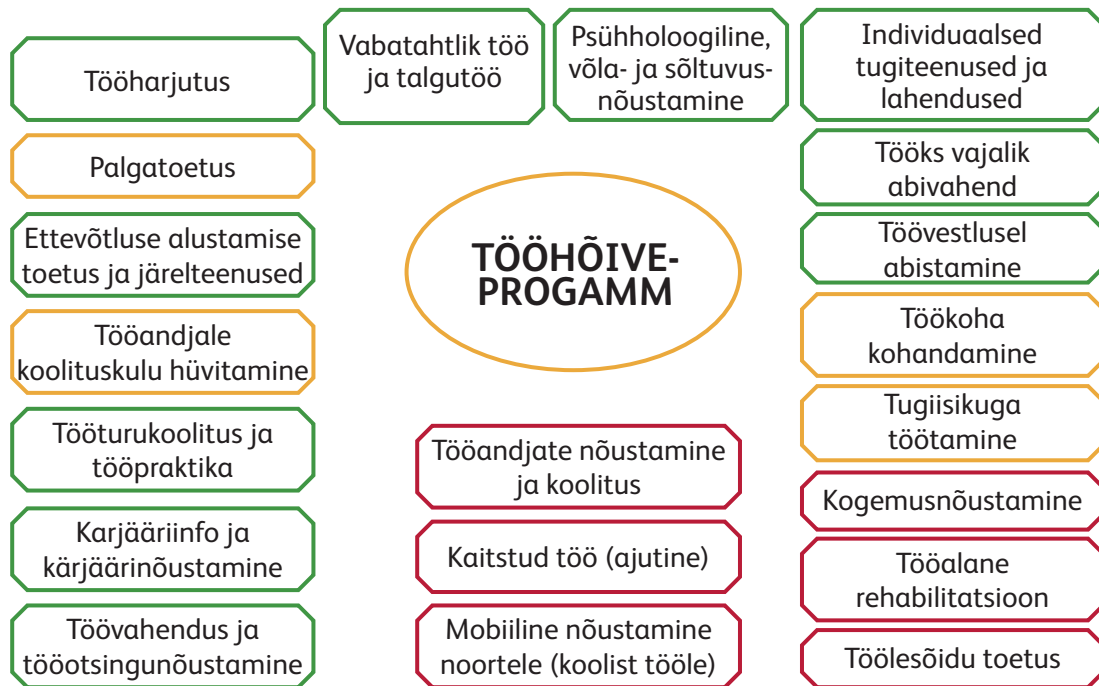 Tööharjutus
Vabatahtlik töö
ja talgutöö
Psühholoogiline,
võla- ja sõltuvus-
nõustamine
Individuaalsed
tugiteenused ja
lahendused
Palgatoetus
Ettevõtluse alustamise
toetus ja järelteenused
Tööandjale
koolituskulu hüvitamine
Tööturukoolitus ja
tööpraktika
Karjääriinfo ja
kärjäärinõustamine
Töövahendus ja
tööotsingunõustamine
TÖÖHÕIVE-
PROGAMM
Tööandjate nõustamine
ja koolitus
Kaitstud töö (ajutine)
Mobiiline nõustamine
noortele (koolist tööle)
Tööks vajalik
abivahend
Töövestlusel
abistamine
Töökoha
kohandamine
Tugiisikuga
töötamine
Kogemusnõustamine
Tööalane
rehabilitatsioon
Töölesõidu toetus